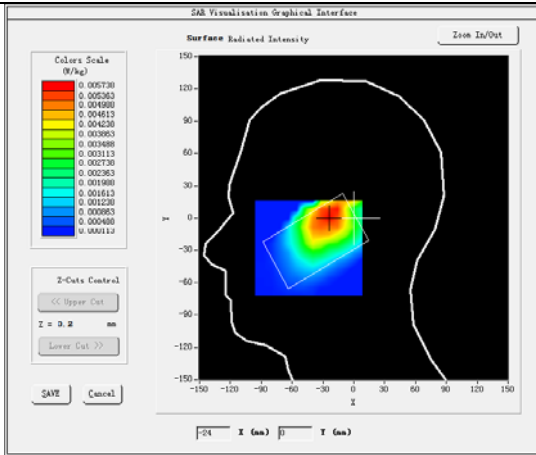 SAR Visualisation Graphical Interface
Surface Radiated Intensity
Zoom In/Out
Colors Scale
(W/kg)
0.005738
0.005363
0.004988
0.004613
0.004238
0.003863
0.003488
0.003113
0.002738
0.002363
0.001988
0.001613
0.001238
0.000863
0.000488
0.000113
Z-Cuts Control
<< Upper Cut
Z = 3.2 mm
Lower Cut >>
SAVE
Cancel
150
120
90
60
30
0
-30
-60
-90
-120
-150
Y
-150 -120 -90 -60 -30 0 30 60 90 120 150
X
-24 X (mm) 0 Y (mm)